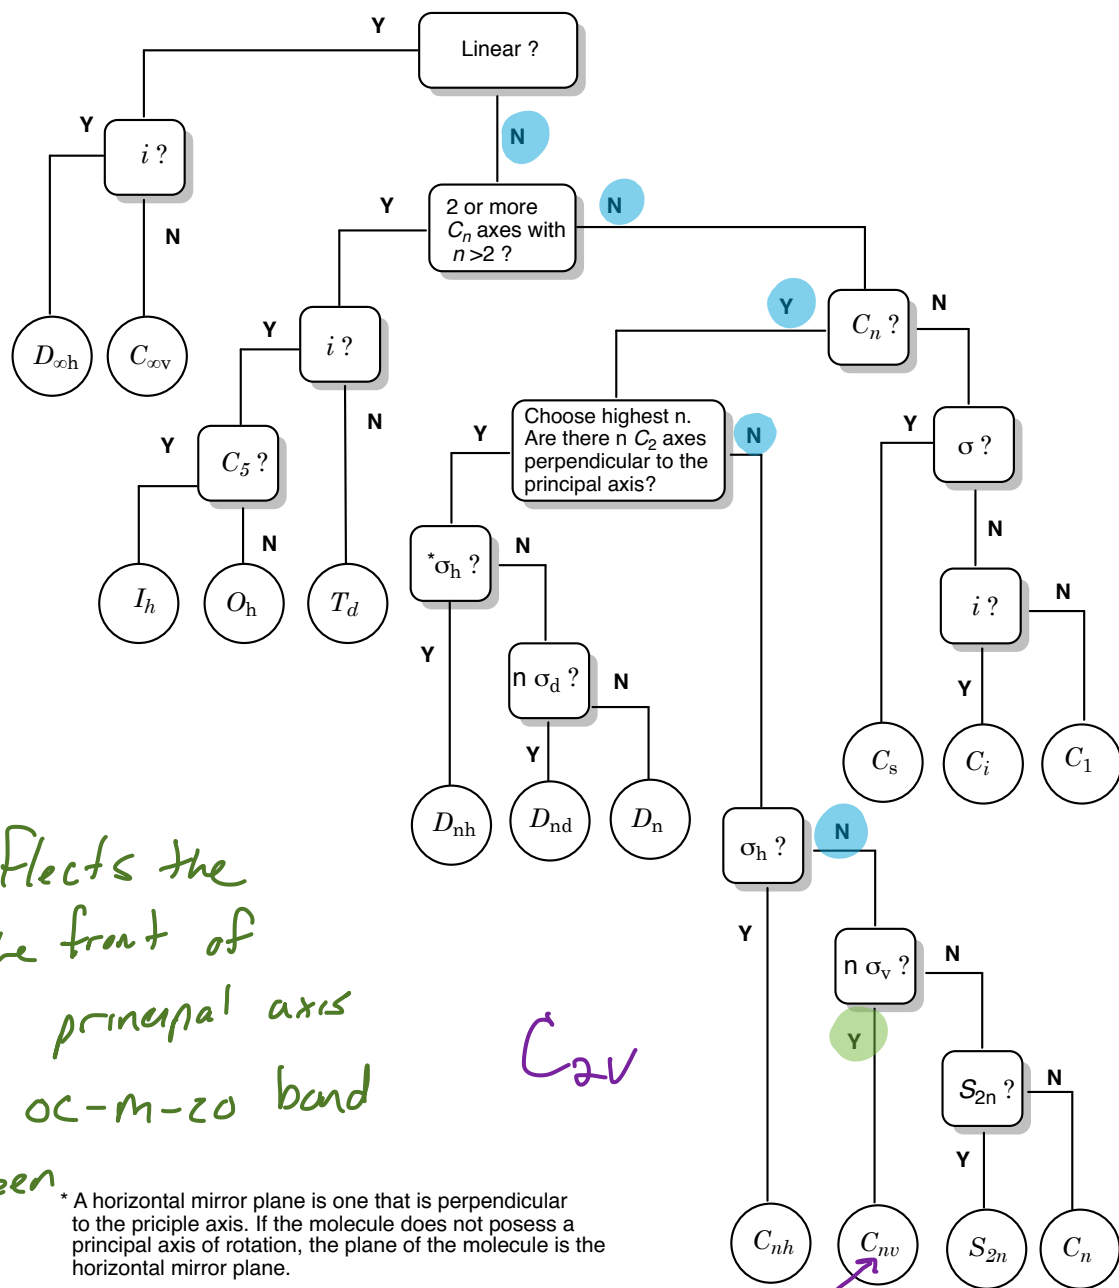 Y
Linear ?
Y
N
i ?
Y
2 or more
Cₙ axes with
n >2 ?
N
N
Y
Cₙ ?
N
D∞h
C∞v
Y
i ?
Choose highest n.
Are there n C₂ axes
perpendicular to the
principal axis?
Y
N
Y
σ ?
Y
C₅ ?
N
N
*σh ?
N
N
i ?
N
Ih
Oh
Td
Y
n σd ?
N
Y
Y
Cs
Ci
C₁
Dnh
Dnd
Dn
σh ?
N
flects the
front of
principal axis
OC-M-CO bond
C2v
Y
n σv ?
N
Y
S₂ₙ ?
N
Y
* A horizontal mirror plane is one that is perpendicular
to the priciple axis. If the molecule does not posess a
principal axis of rotation, the plane of the molecule is the
horizontal mirror plane.
Cnh
Cnv
S2n
Cn